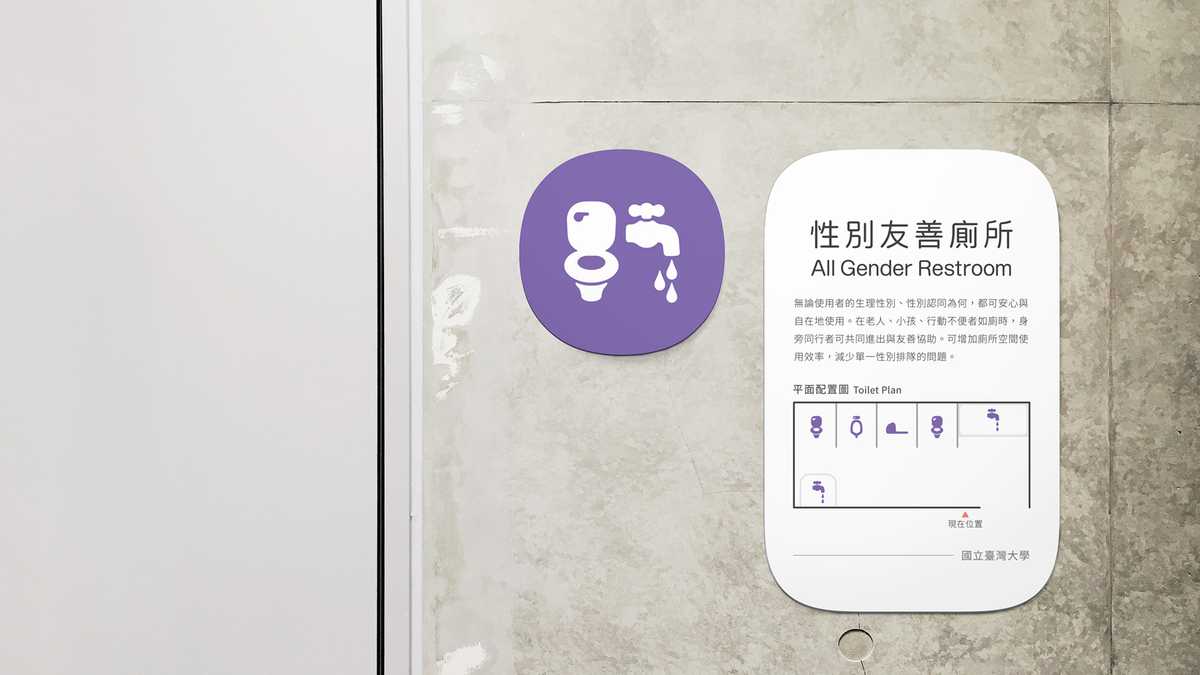 性別友善廁所
All Gender Restroom
無論使用者的生理性別、性別認同為何，都可安心與
自在地使用。在老人、小孩、行動不便者如廁時，身
旁同行者可共同進出與友善協助。可增加廁所空間使
用效率，減少單一性別排隊的問題。
平面配置圖 Toilet Plan
現在位置
國立臺灣大學